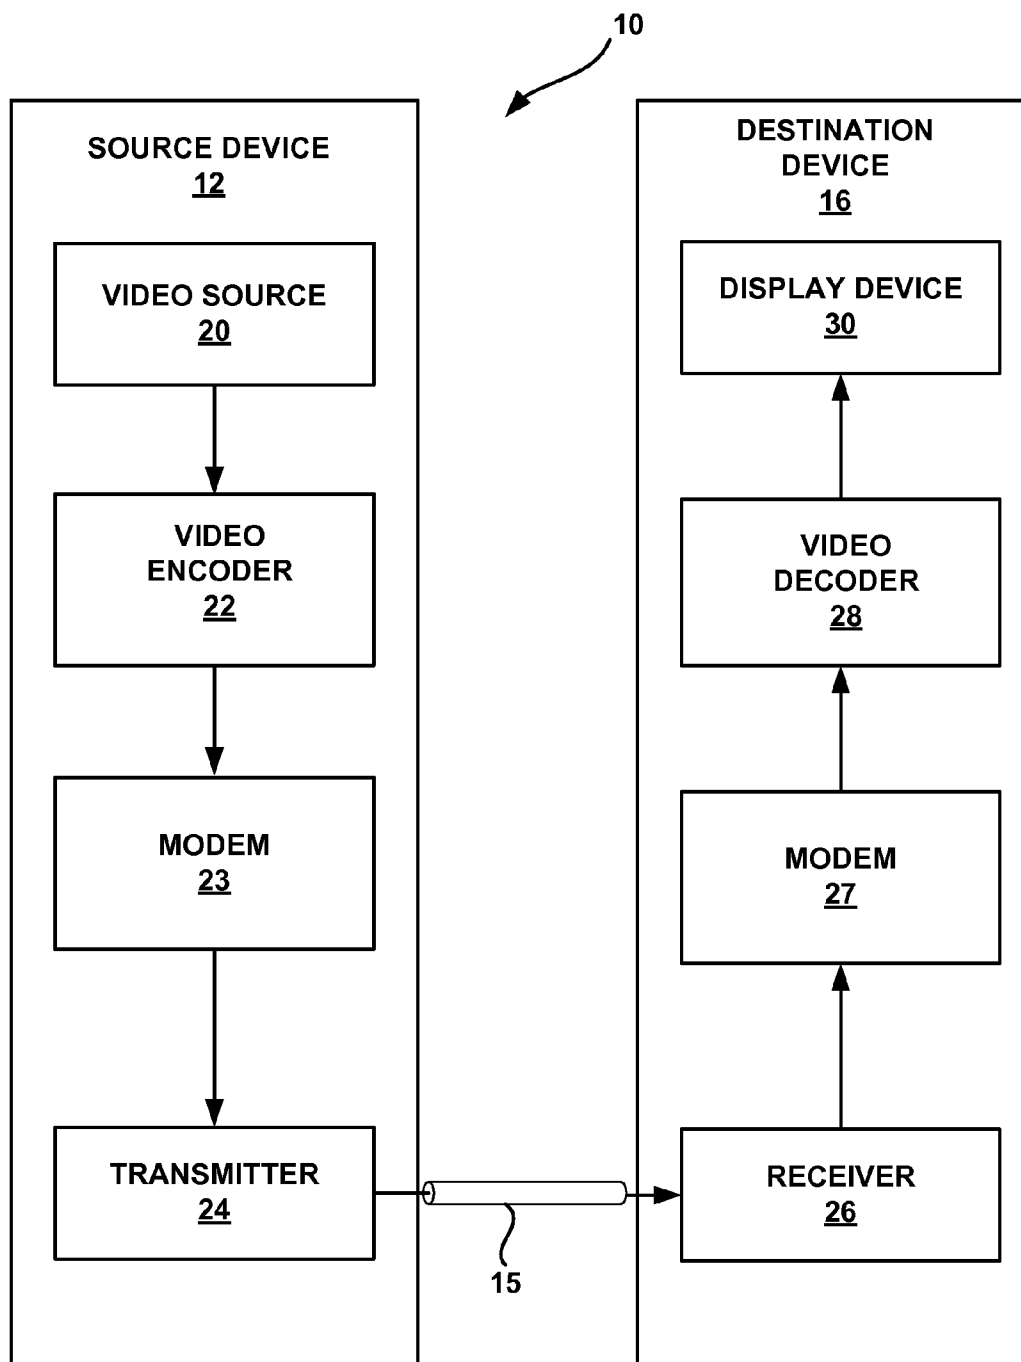 10
SOURCE DEVICE
12
VIDEO SOURCE
20
VIDEO
ENCODER
22
MODEM
23
TRANSMITTER
24
15
DESTINATION
DEVICE
16
DISPLAY DEVICE
30
VIDEO
DECODER
28
MODEM
27
RECEIVER
26